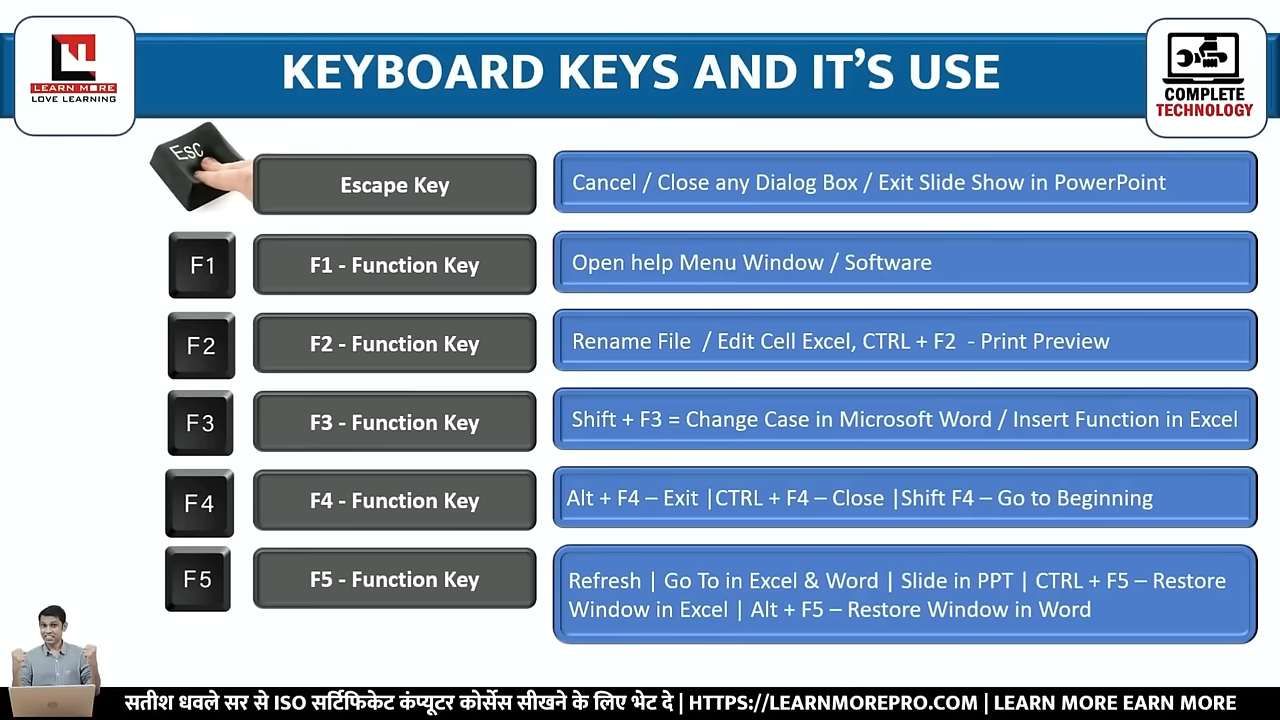 LEARN MORE
LOVE LEARNING
KEYBOARD KEYS AND IT’S USE
COMPLETE
TECHNOLOGY
Esc
Escape Key
Cancel / Close any Dialog Box / Exit Slide Show in PowerPoint
F1
F1 - Function Key
Open help Menu Window / Software
F2
F2 - Function Key
Rename File / Edit Cell Excel, CTRL + F2 - Print Preview
F3
F3 - Function Key
Shift + F3 = Change Case in Microsoft Word / Insert Function in Excel
F4
F4 - Function Key
Alt + F4 – Exit |CTRL + F4 – Close |Shift F4 – Go to Beginning
F5
F5 - Function Key
Refresh | Go To in Excel & Word | Slide in PPT | CTRL + F5 – Restore
Window in Excel | Alt + F5 – Restore Window in Word
सतीश धवले सर से ISO सर्टिफिकेट कंप्यूटर कोर्सेस सीखने के लिए भेट दे | HTTPS://LEARNMOREPRO.COM | LEARN MORE EARN MORE